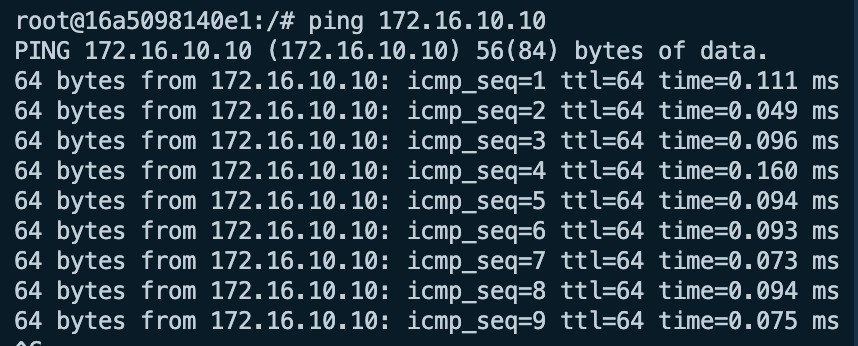 root@16a5098140e1:/# ping 172.16.10.10
PING 172.16.10.10 (172.16.10.10) 56(84) bytes of data.
64 bytes from 172.16.10.10: icmp_seq=1 ttl=64 time=0.111 ms
64 bytes from 172.16.10.10: icmp_seq=2 ttl=64 time=0.049 ms
64 bytes from 172.16.10.10: icmp_seq=3 ttl=64 time=0.096 ms
64 bytes from 172.16.10.10: icmp_seq=4 ttl=64 time=0.160 ms
64 bytes from 172.16.10.10: icmp_seq=5 ttl=64 time=0.094 ms
64 bytes from 172.16.10.10: icmp_seq=6 ttl=64 time=0.093 ms
64 bytes from 172.16.10.10: icmp_seq=7 ttl=64 time=0.073 ms
64 bytes from 172.16.10.10: icmp_seq=8 ttl=64 time=0.094 ms
64 bytes from 172.16.10.10: icmp_seq=9 ttl=64 time=0.075 ms